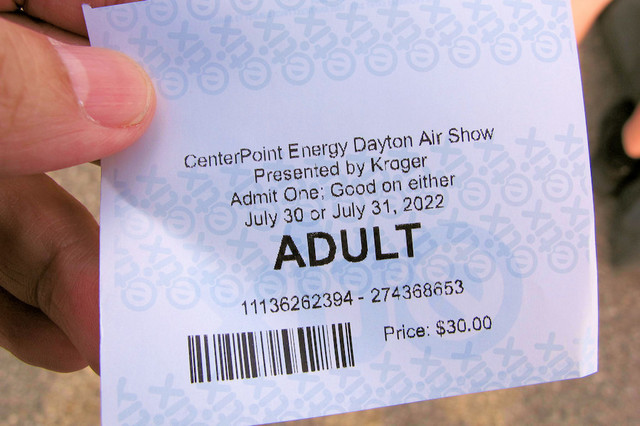 CenterPoint Energy Dayton Air Show
Presented by Kroger
Admit One: Good on either
July 30 or July 31, 2022
ADULT
11136262394 - 274368653
Price: $30.00